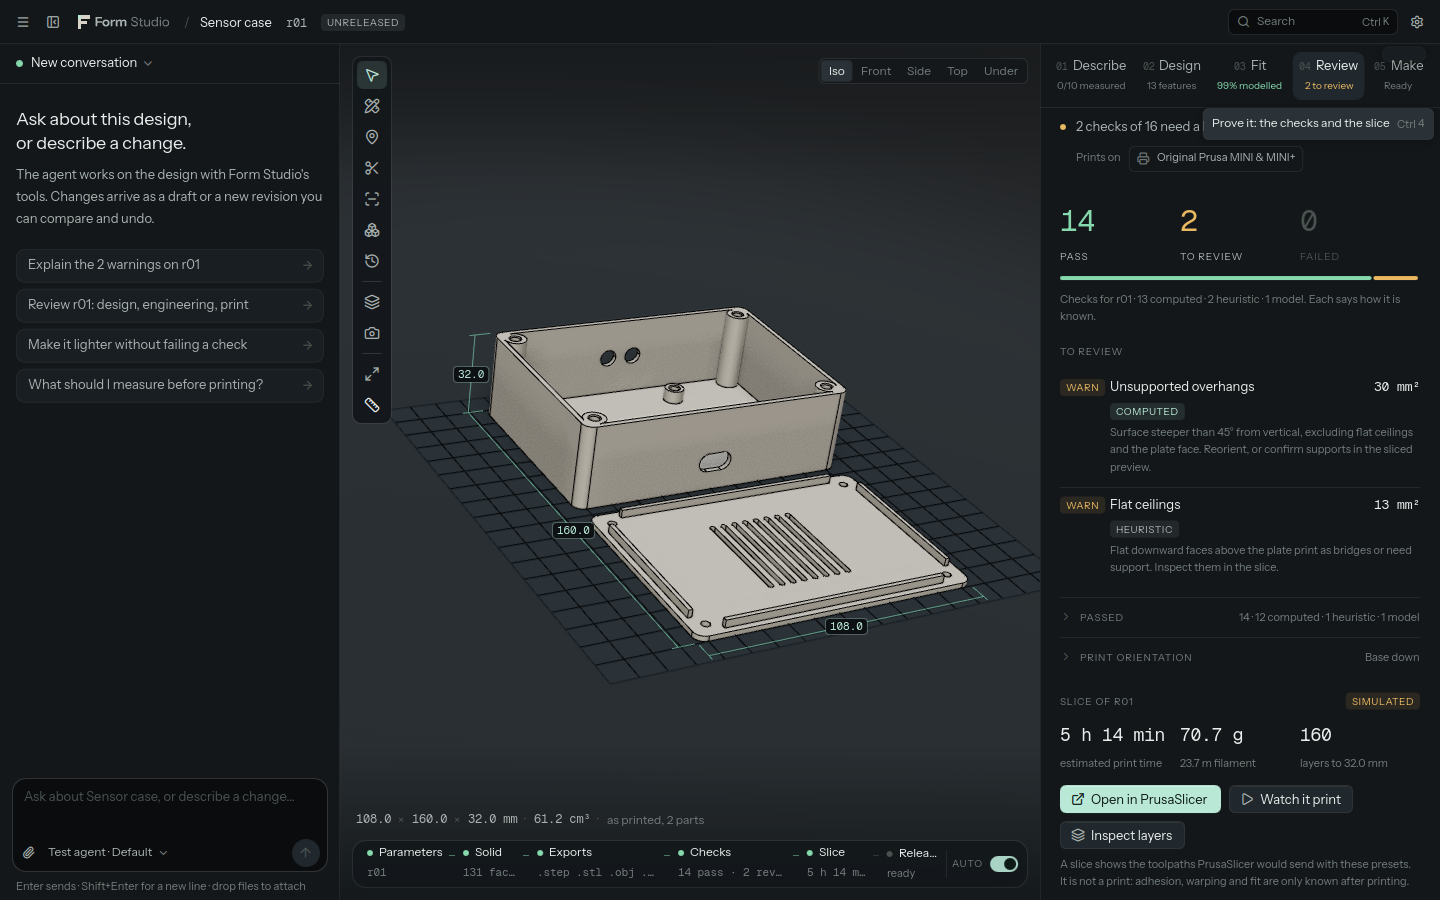 Form Studio / Sensor case r01 UNRELEASED
Search Ctrl K
New conversation
Ask about this design,
or describe a change.
The agent works on the design with Form Studio's
tools. Changes arrive as a draft or a new revision you
can compare and undo.
Explain the 2 warnings on r01
Review r01: design, engineering, print
Make it lighter without failing a check
What should I measure before printing?
Ask about Sensor case, or describe a change...
Test agent · Default
Enter sends · Shift+Enter for a new line · drop files to attach
Iso Front Side Top Under
32.0
160.0
108.0
108.0 × 160.0 × 32.0 mm · 61.2 cm³ · as printed, 2 parts
Parameters
r01
Solid
131 fac…
Exports
.step .stl .obj ….
Checks
14 pass · 2 rev…
Slice
5 h 14 m…
Relea…
ready
AUTO
01 Describe
0/10 measured
02 Design
13 features
03 Fit
99% modelled
04 Review
2 to review
05 Make
Ready
2 checks of 16 need a
Prove it: the checks and the slice Ctrl 4
Prints on Original Prusa MINI & MINI+
14
PASS
2
TO REVIEW
0
FAILED
Checks for r01 · 13 computed · 2 heuristic · 1 model. Each says how it is
known.
TO REVIEW
WARN Unsupported overhangs 30 mm²
COMPUTED
Surface steeper than 45° from vertical, excluding flat ceilings
and the plate face. Reorient, or confirm supports in the sliced
preview.
WARN Flat ceilings 13 mm²
HEURISTIC
Flat downward faces above the plate print as bridges or need
support. Inspect them in the slice.
PASSED 14 · 12 computed · 1 heuristic · 1 model
PRINT ORIENTATION Base down
SLICE OF R01 SIMULATED
5 h 14 min 70.7 g 160
estimated print time 23.7 m filament layers to 32.0 mm
Open in PrusaSlicer
Watch it print
Inspect layers
A slice shows the toolpaths PrusaSlicer would send with these presets.
It is not a print: adhesion, warping and fit are only known after printing.